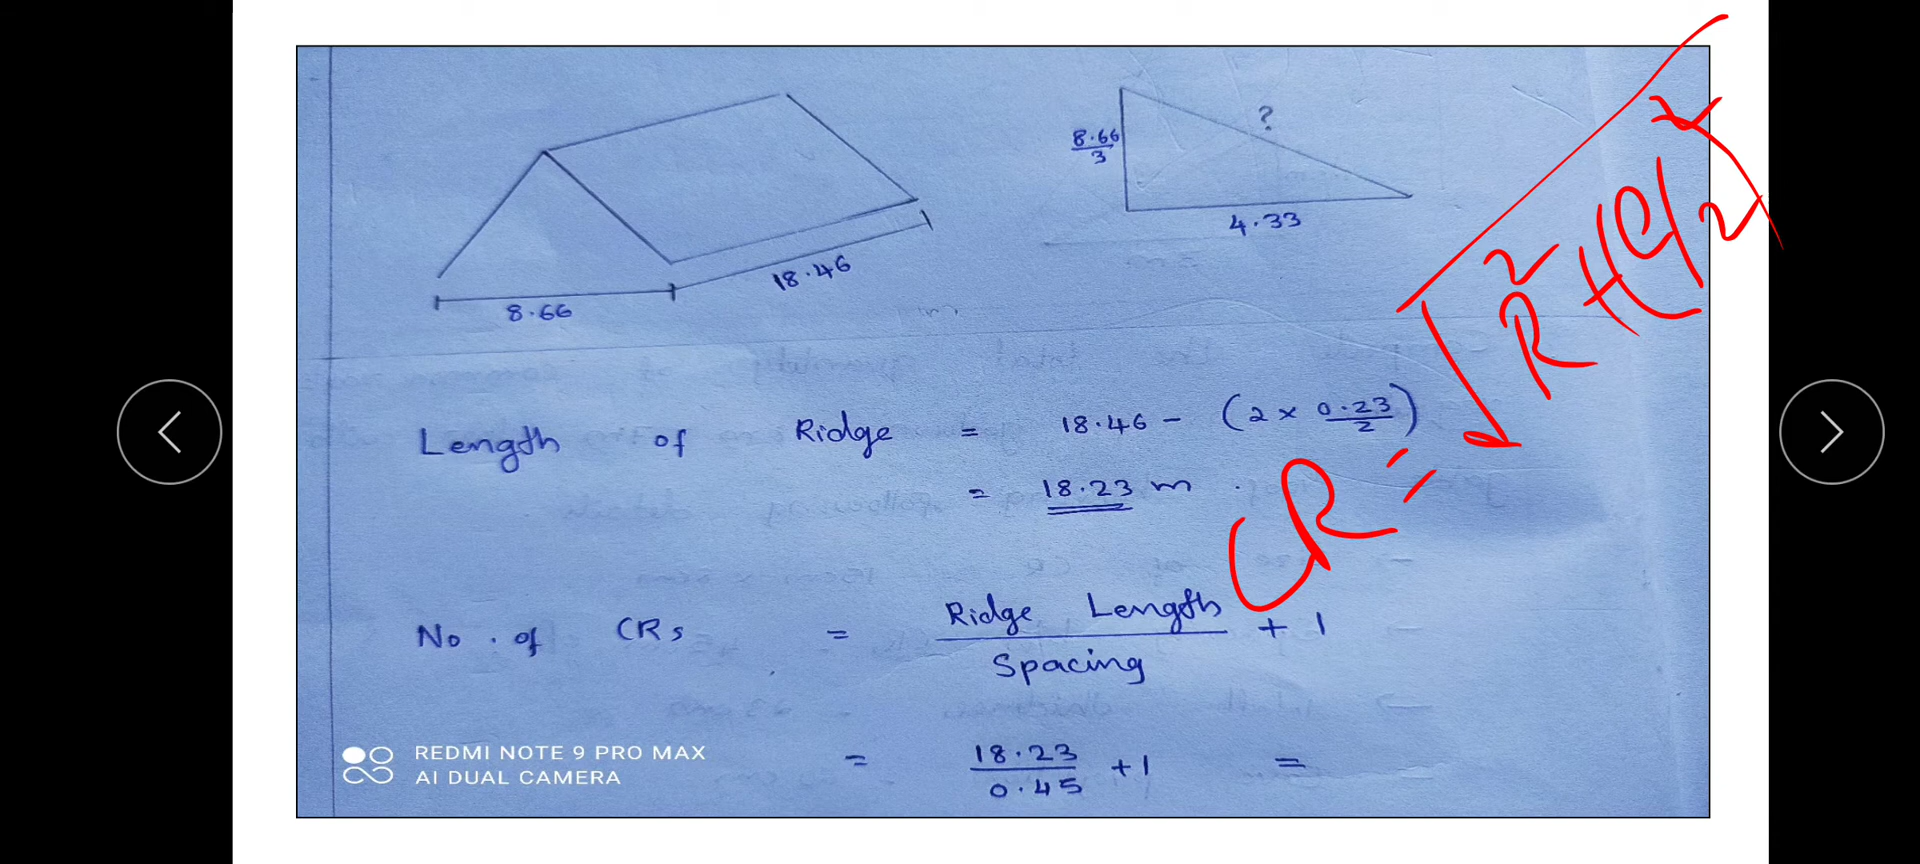 8.66
18.46
8.66
3
?
4.33
CR = √R² + (l/2)²
Length of Ridge = 18.46 - (2 × 0.23/2)
= 18.23 m.
No. of CRs = Ridge Length / Spacing + 1
= 18.23 / 0.45 + 1 =
REDMI NOTE 9 PRO MAX
AI DUAL CAMERA